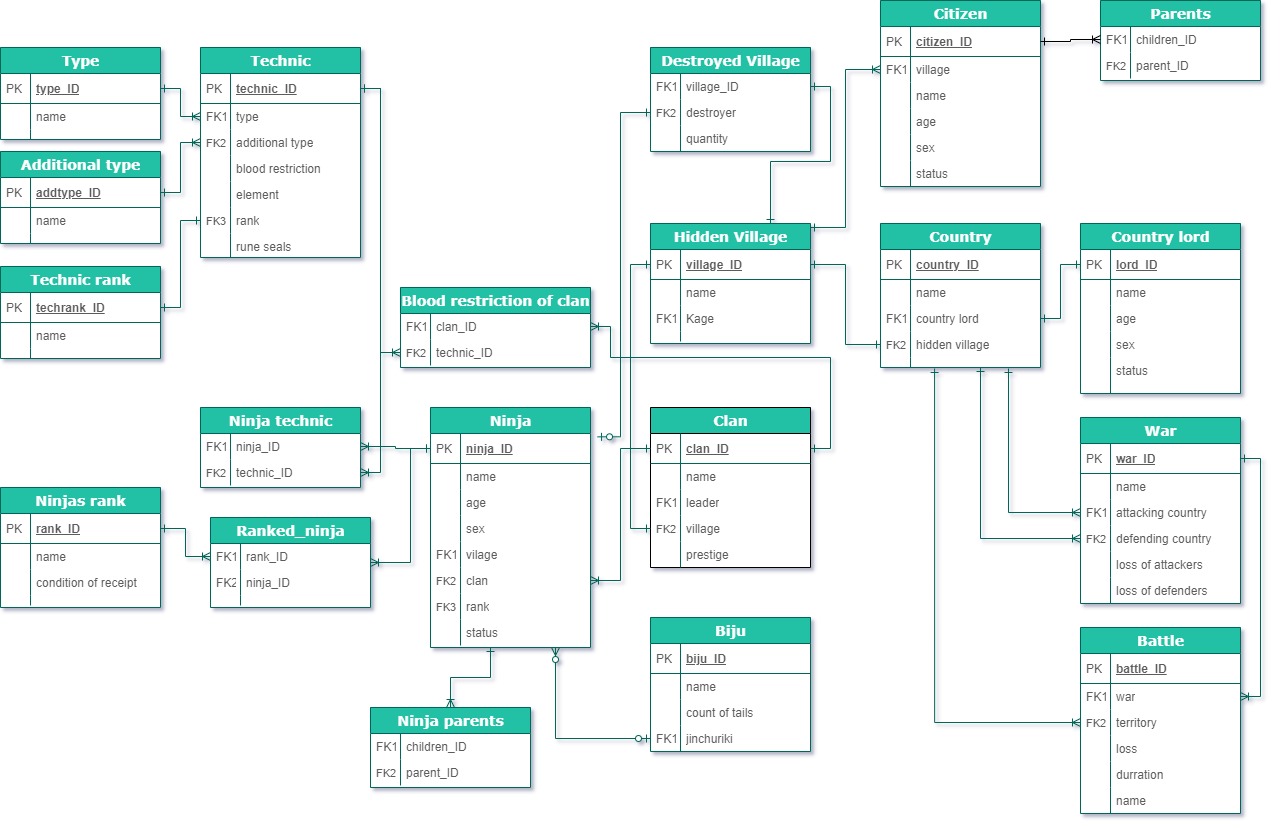 Type
PK type_ID
name
Additional type
PK addtype_ID
name
Technic rank
PK techrank_ID
name
Technic
PK technic_ID
FK1 type
FK2 additional type
blood restriction
element
FK3 rank
rune seals
Blood restriction of clan
FK1 clan_ID
FK2 technic_ID
Ninja technic
FK1 ninja_ID
FK2 technic_ID
Ninjas rank
PK rank_ID
name
condition of receipt
Ranked_ninja
FK1 rank_ID
FK2 ninja_ID
Ninja
PK ninja_ID
name
age
sex
FK1 vilage
FK2 clan
FK3 rank
status
Ninja parents
FK1 children_ID
FK2 parent_ID
Destroyed Village
FK1 village_ID
FK2 destroyer
quantity
Hidden Village
PK village_ID
name
FK1 Kage
Clan
PK clan_ID
name
FK1 leader
FK2 village
prestige
Biju
PK biju_ID
name
count of tails
FK1 jinchuriki
Citizen
PK citizen_ID
FK1 village
name
age
sex
status
Parents
FK1 children_ID
FK2 parent_ID
Country
PK country_ID
name
FK1 country lord
FK2 hidden village
Country lord
PK lord_ID
name
age
sex
status
War
PK war_ID
name
FK1 attacking country
FK2 defending country
loss of attackers
loss of defenders
Battle
PK battle_ID
FK1 war
FK2 territory
loss
durration
name